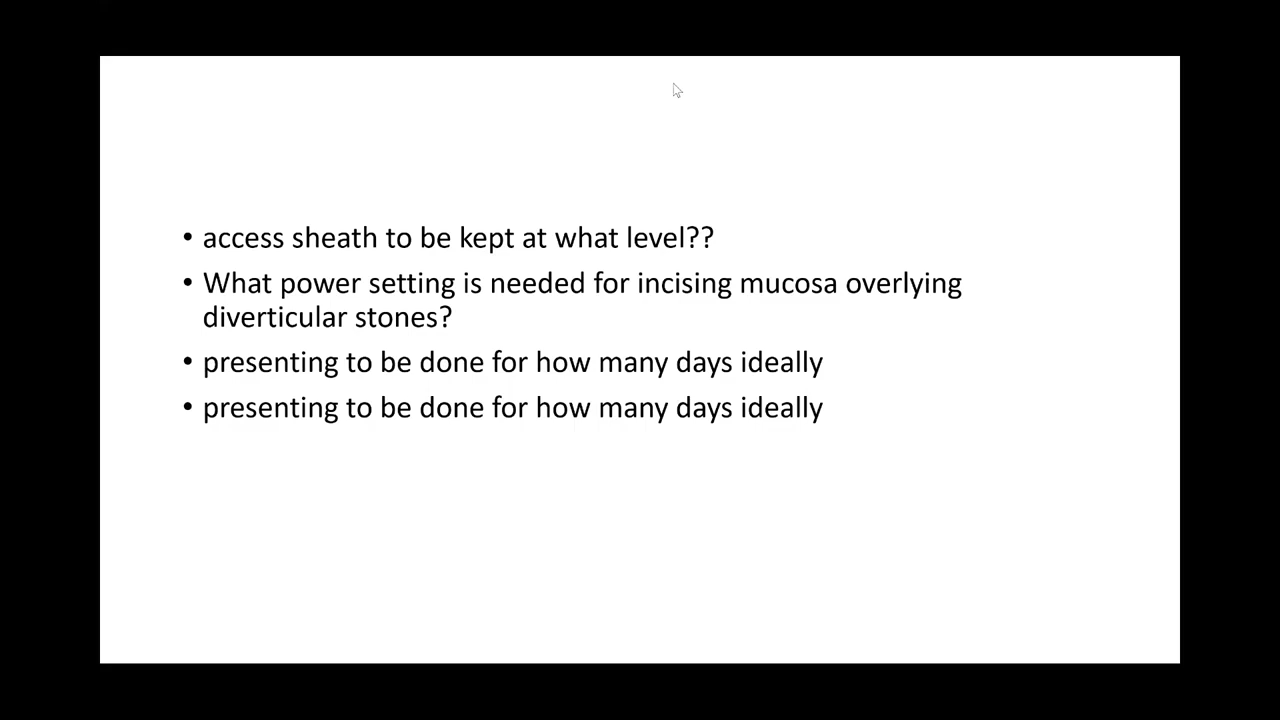 • access sheath to be kept at what level??
• What power setting is needed for incising mucosa overlying
diverticular stones?
• presenting to be done for how many days ideally
• presenting to be done for how many days ideally